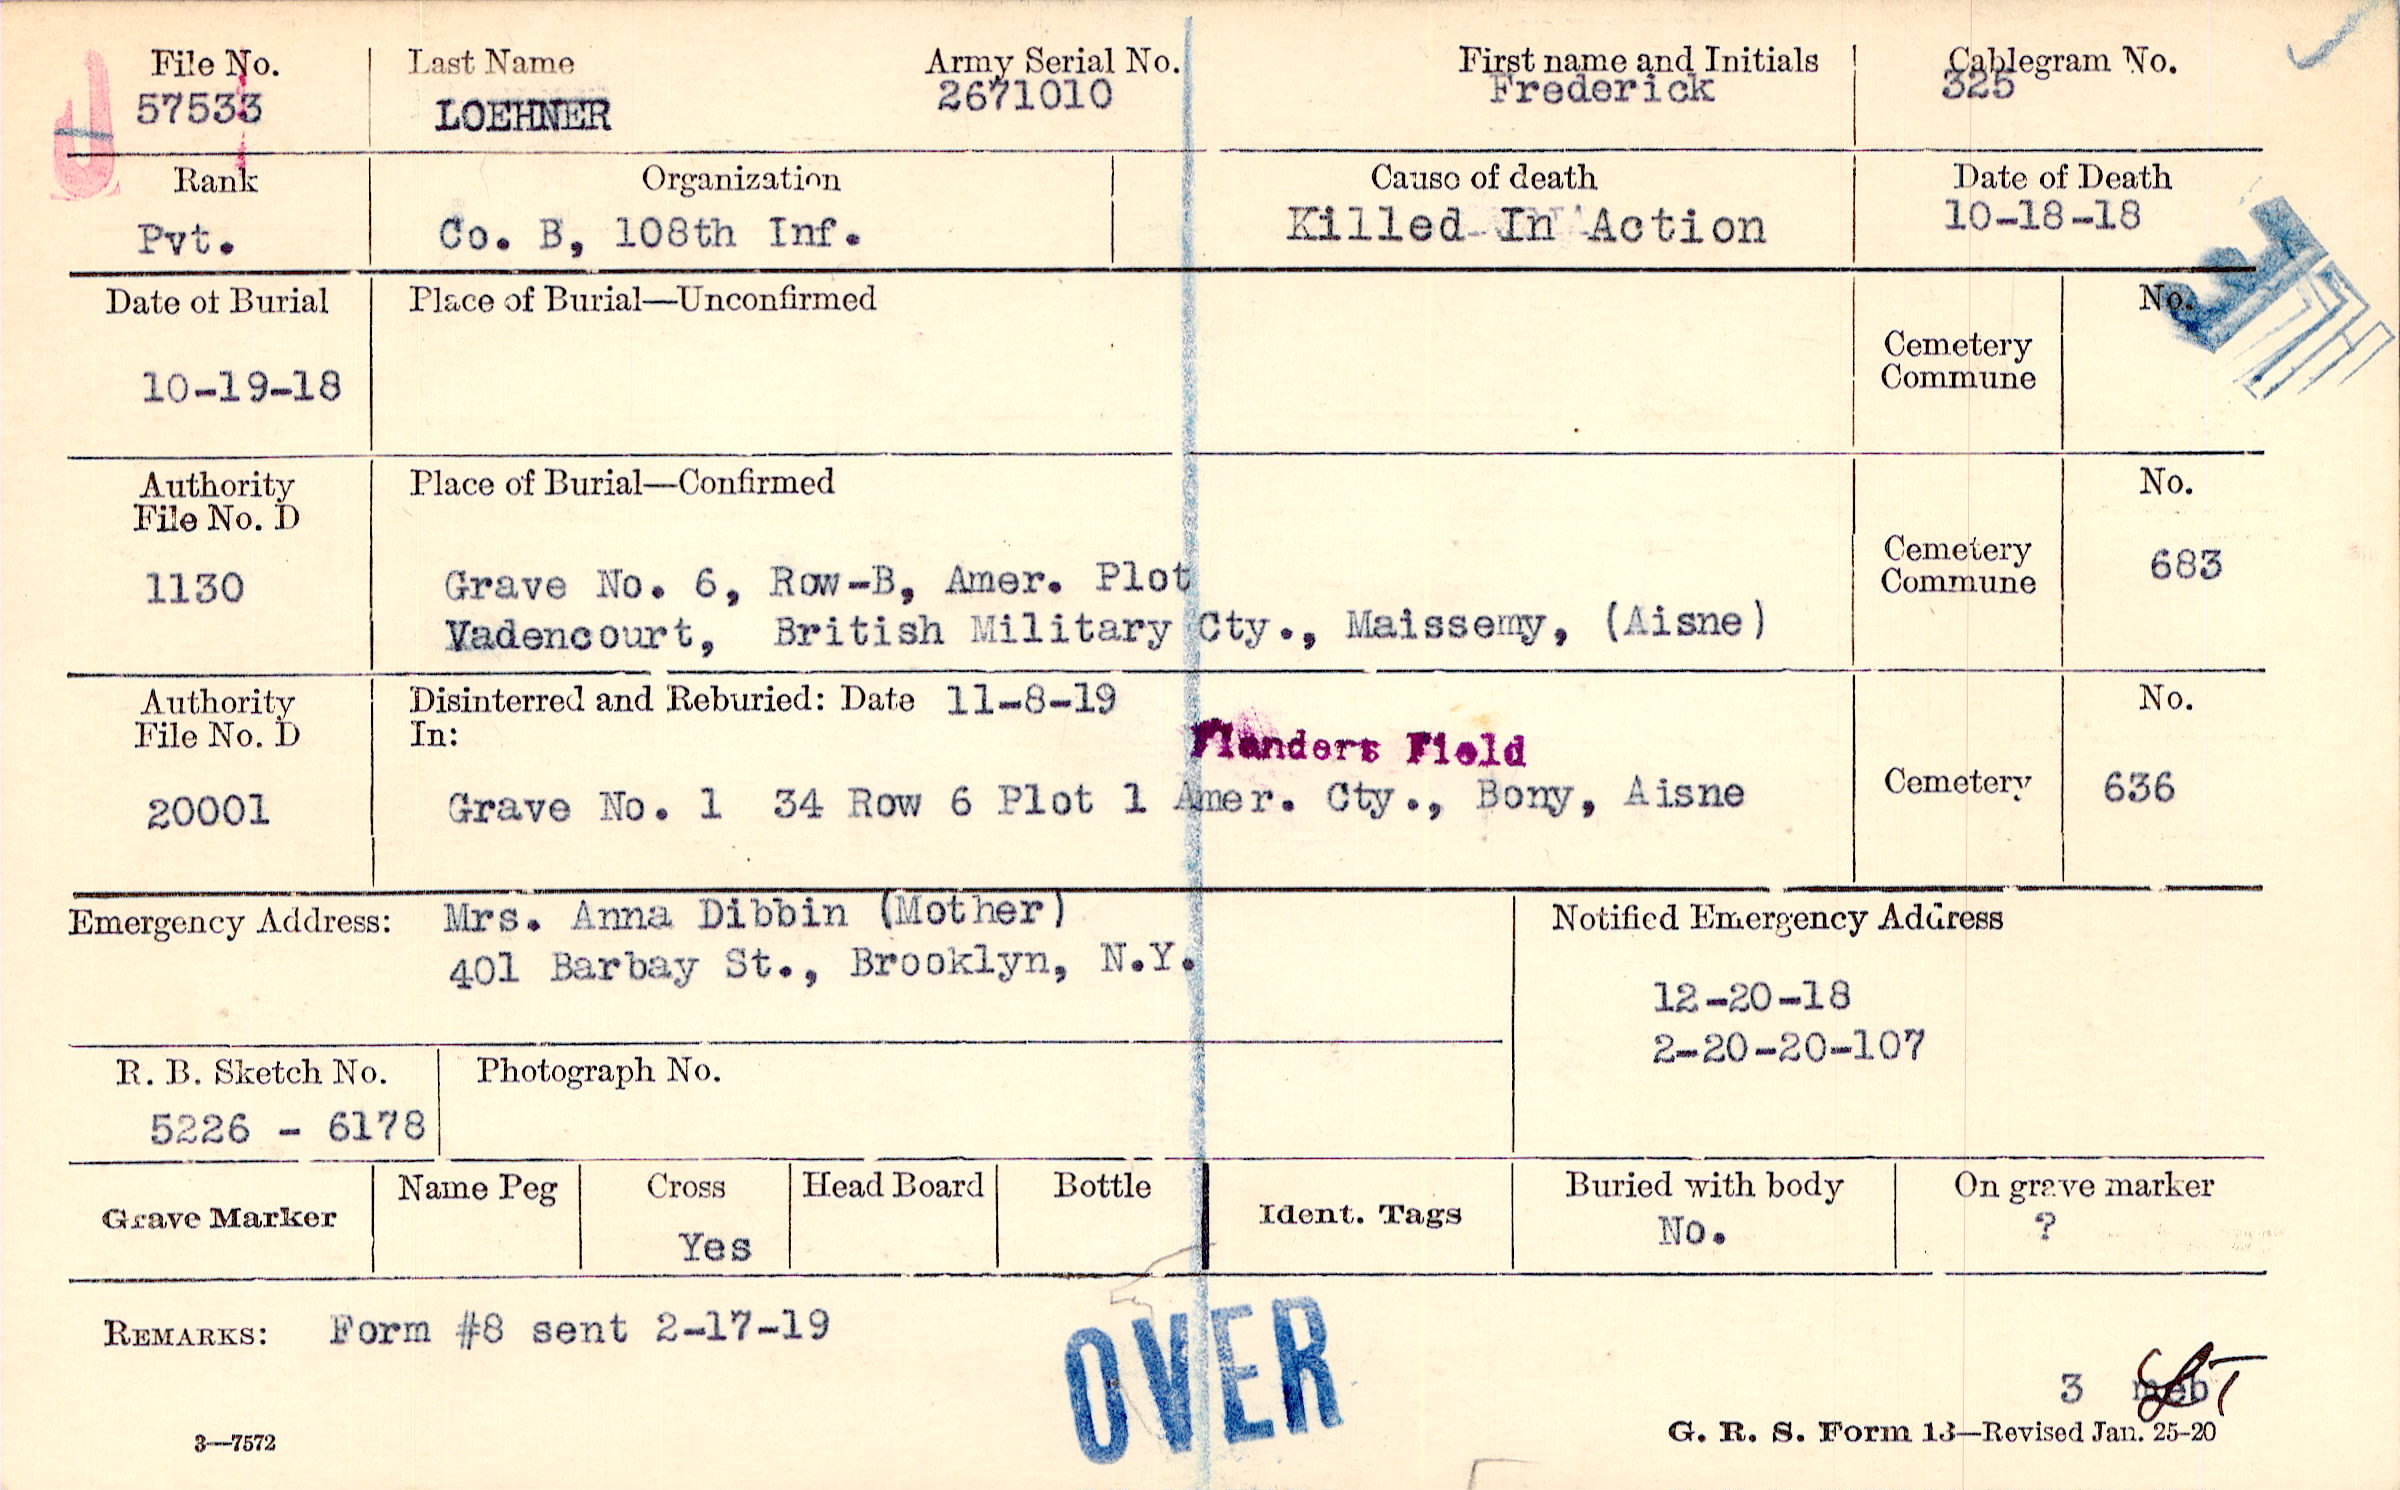 File No. Last Name Army Serial No. First name and Initials Cablegram No.
57533 LOEHNER 2671010 Frederick 325
Rank Organization Cause of death Date of Death
Pvt. Co. B, 108th Inf. Killed In Action 10-18-18
Date of Burial Place of Burial—Unconfirmed No.
Cemetery
Commune
10-19-18
Authority Place of Burial—Confirmed No.
File No. D
Cemetery
Commune 683
1130 Grave No. 6, Row-B, Amer. Plot
Vadencourt, British Military Cty., Maissemy, (Aisne)
Authority Disinterred and Reburied: Date 11-8-19 No.
File No. D In:
Flanders Field
20001 Grave No. 1 34 Row 6 Plot 1 Amer. Cty., Bony, Aisne Cemetery 636
Emergency Address: Mrs. Anna Dibbin (Mother) Notified Emergency Address
401 Barbay St., Brooklyn, N.Y.
12-20-18
2-20-20-107
R. B. Sketch No. Photograph No.
5226 - 6178
Grave Marker Name Peg Cross Head Board Bottle Ident. Tags Buried with body On grave marker
Yes No. ?
REMARKS: Form #8 sent 2-17-19
OVER
3 meb
3—7572 G. R. S. Form 13—Revised Jan. 25-20